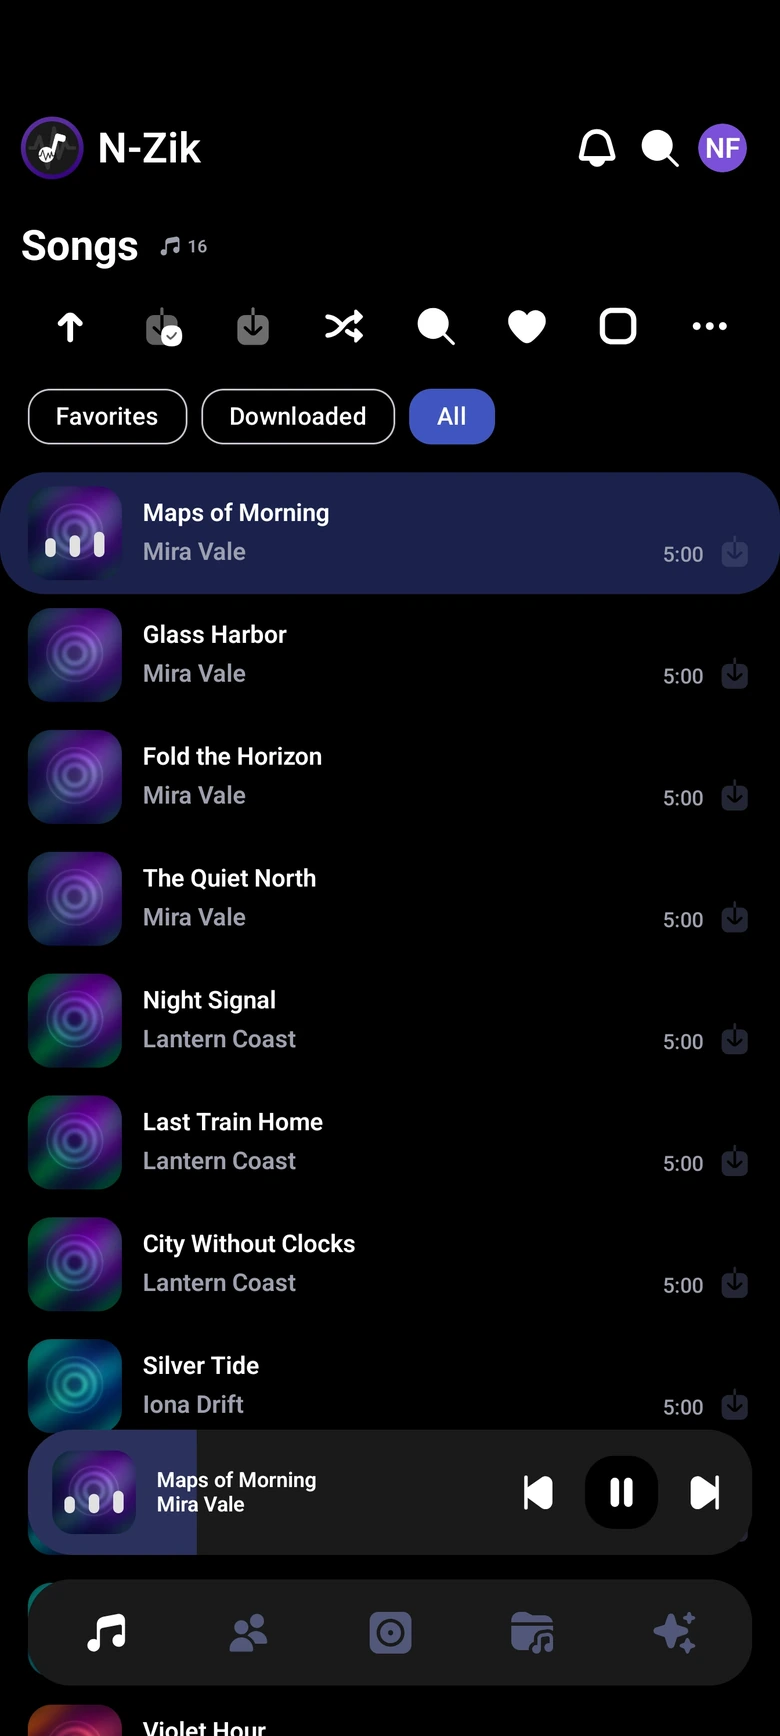 N-Zik
NF
Songs
16
Favorites
Downloaded
All
Maps of Morning
Mira Vale
5:00
Glass Harbor
Mira Vale
5:00
Fold the Horizon
Mira Vale
5:00
The Quiet North
Mira Vale
5:00
Night Signal
Lantern Coast
5:00
Last Train Home
Lantern Coast
5:00
City Without Clocks
Lantern Coast
5:00
Silver Tide
Iona Drift
5:00
Maps of Morning
Mira Vale
Violet Hour